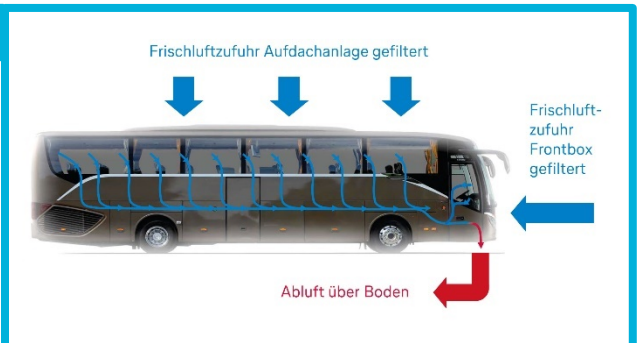 Frischluftzufuhr Aufdachanlage gefiltert
Frischluft-
zufuhr
Frontbox
gefiltert
Abluft über Boden